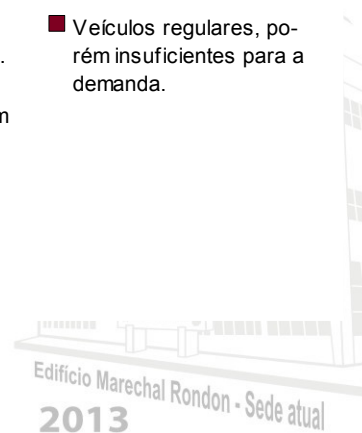 Veículos regulares, po-
. rém insuficientes para a
demanda.
m
Edifício Marechal Rondon - Sede atual
2013